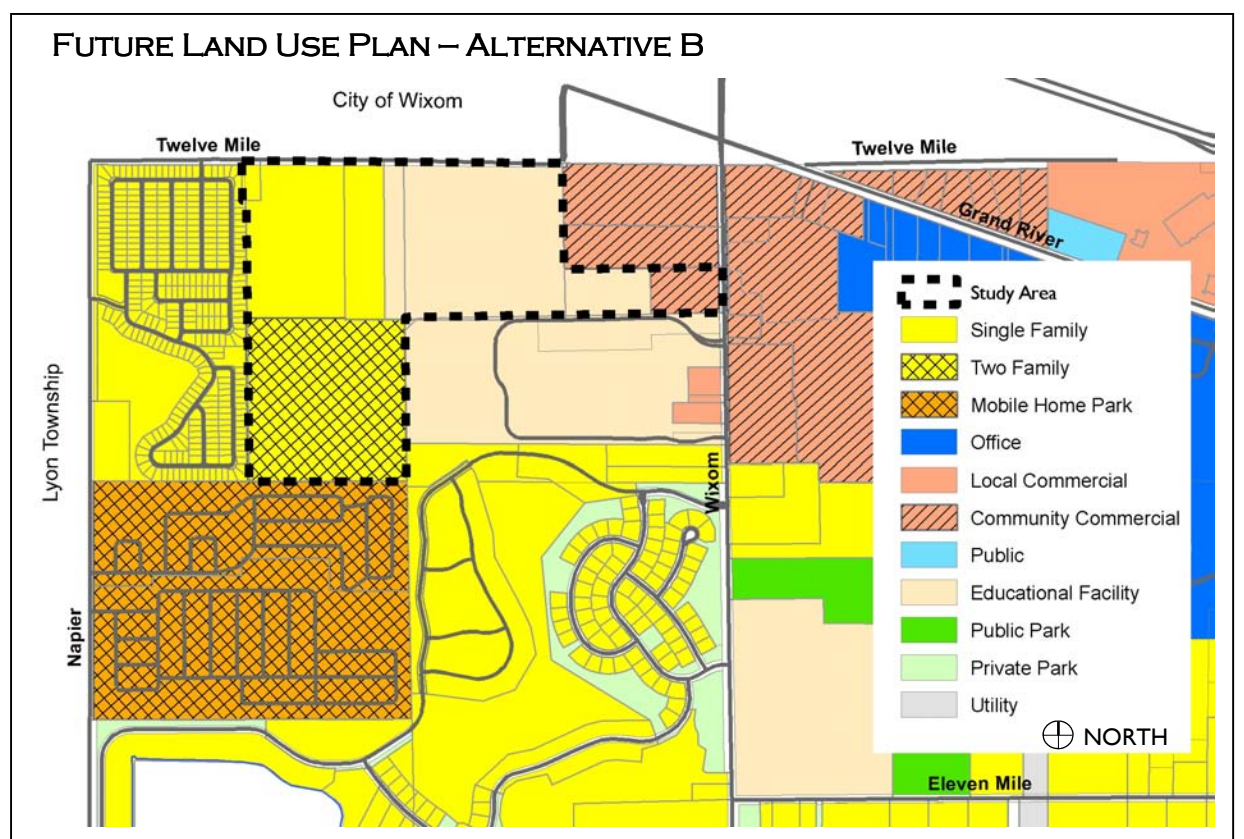 FUTURE LAND USE PLAN – ALTERNATIVE B
City of Wixom
Twelve Mile
Twelve Mile
Grand River
Lyon Township
Wixom
Napier
Study Area
Single Family
Two Family
Mobile Home Park
Office
Local Commercial
Community Commercial
Public
Educational Facility
Public Park
Private Park
Utility
NORTH
Eleven Mile